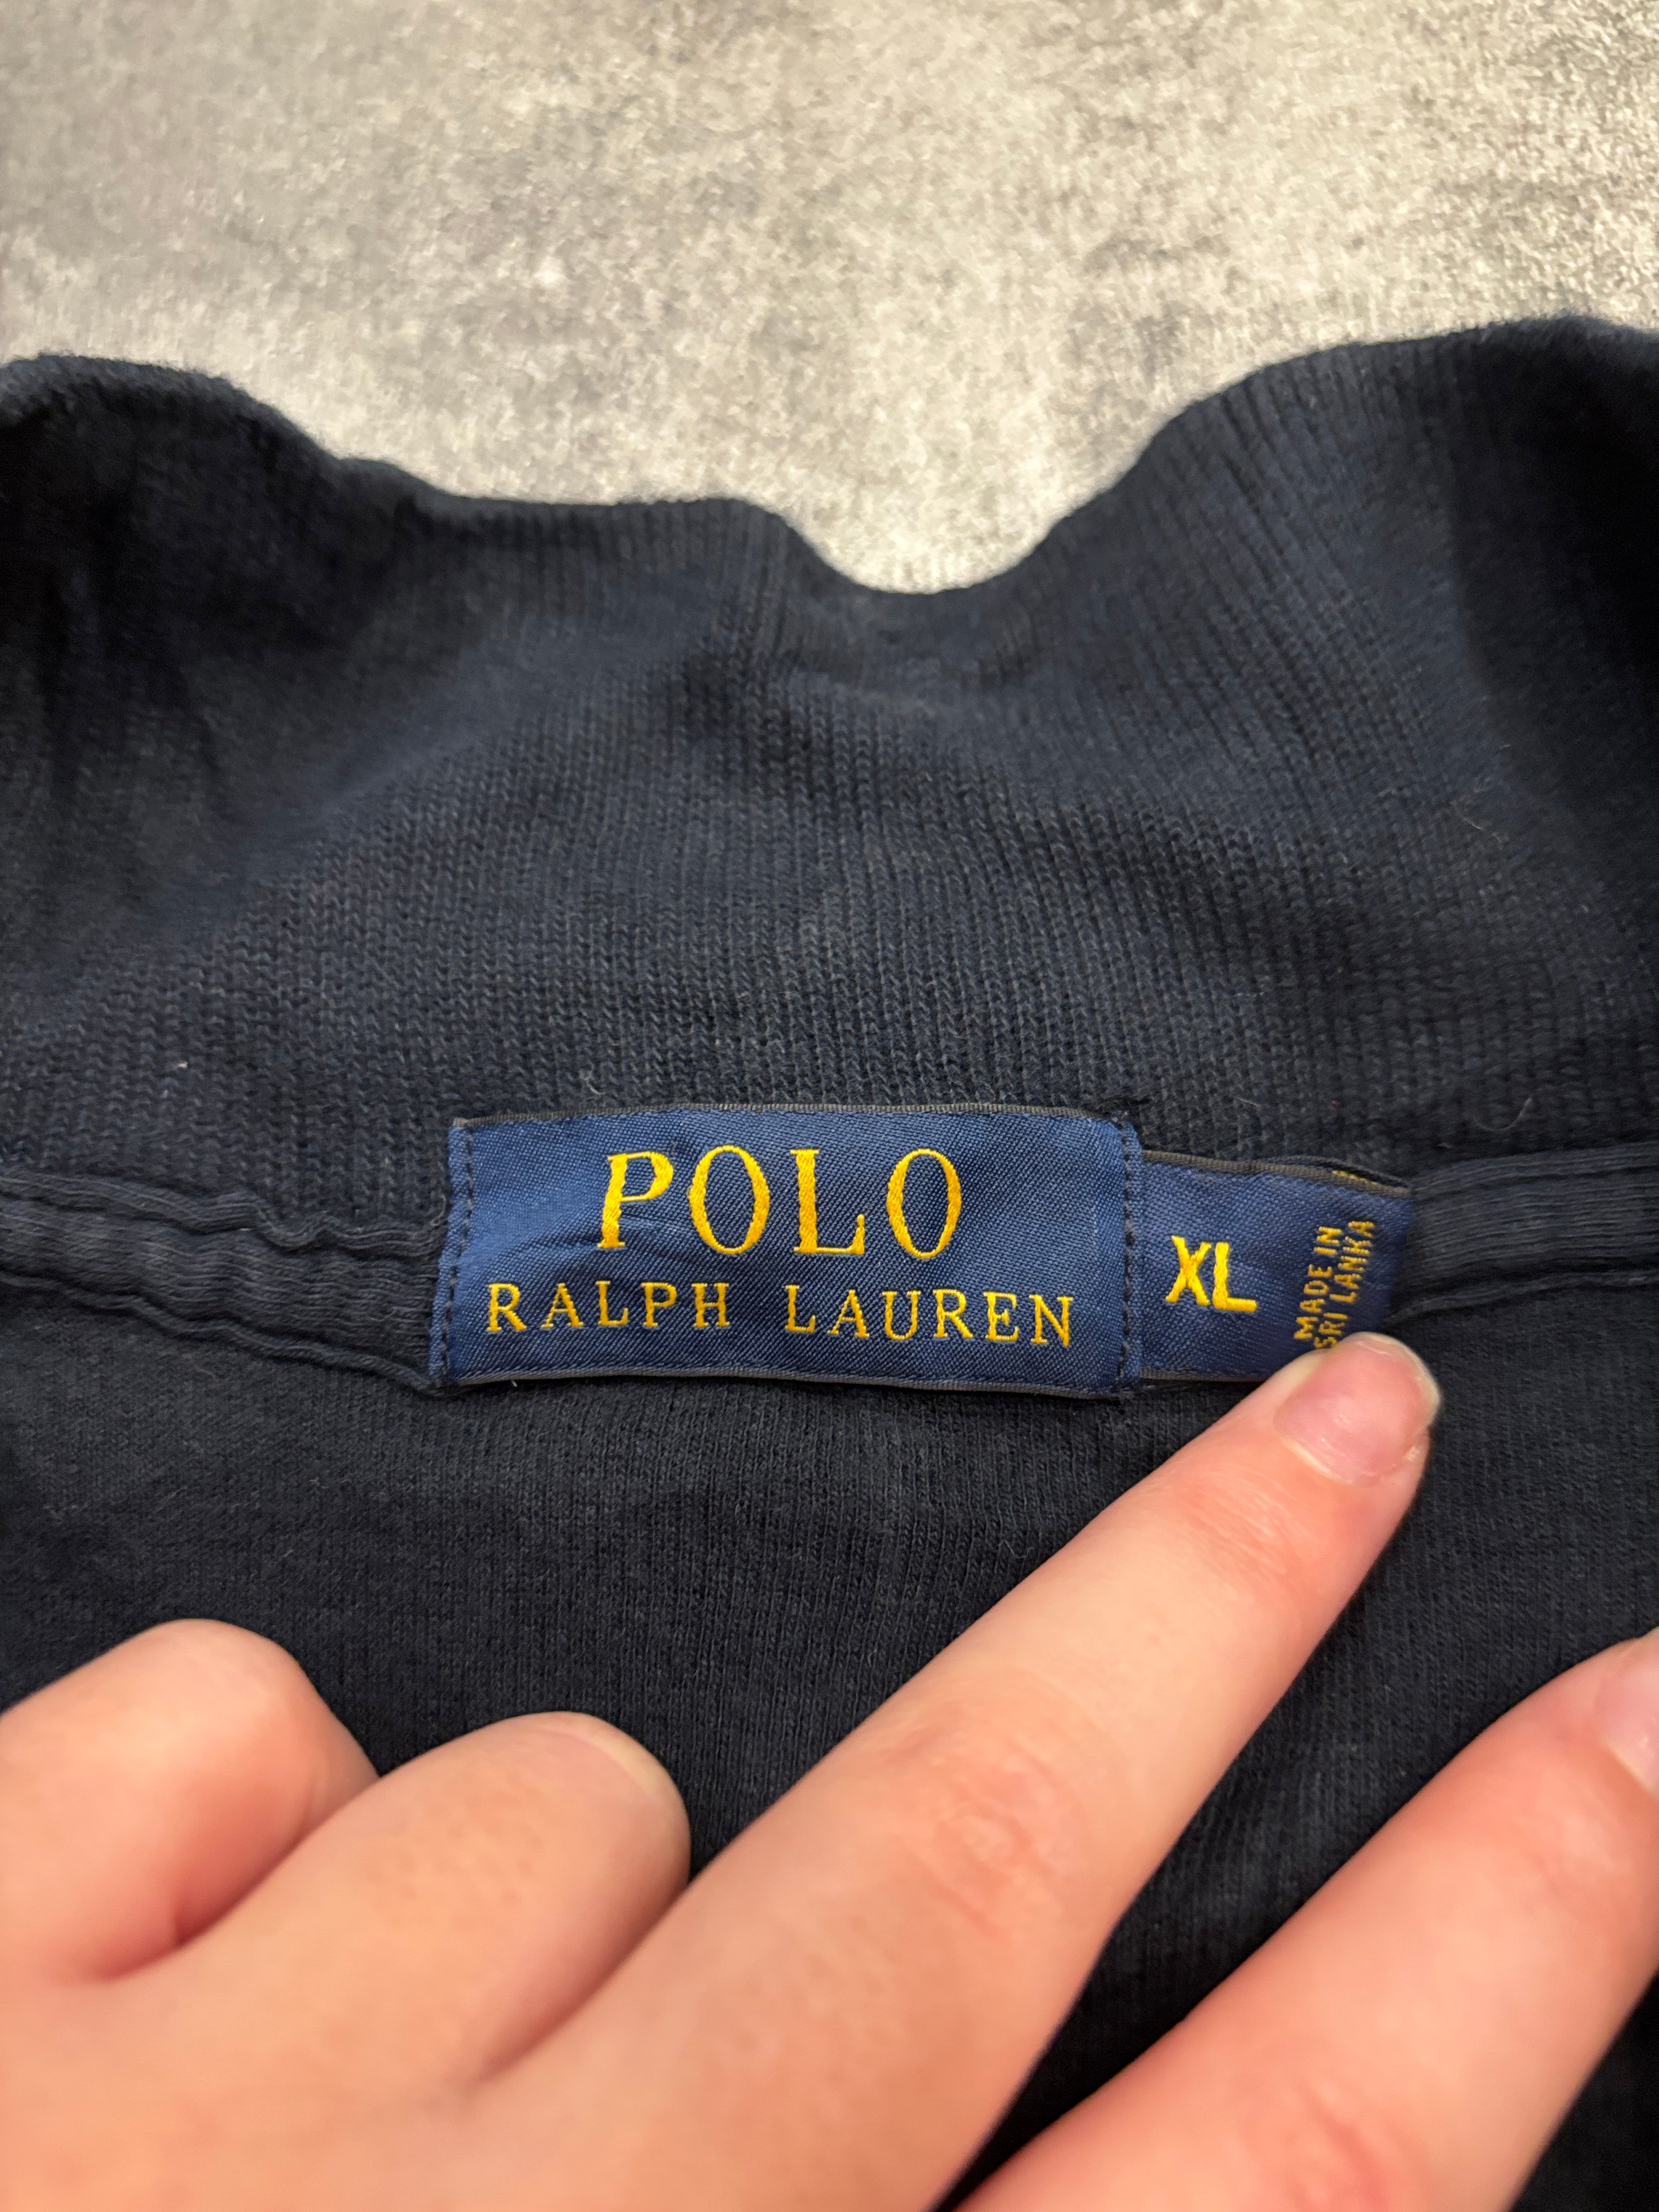 POLO
RALPH LAUREN
XL
MADE IN
SRI LANKA